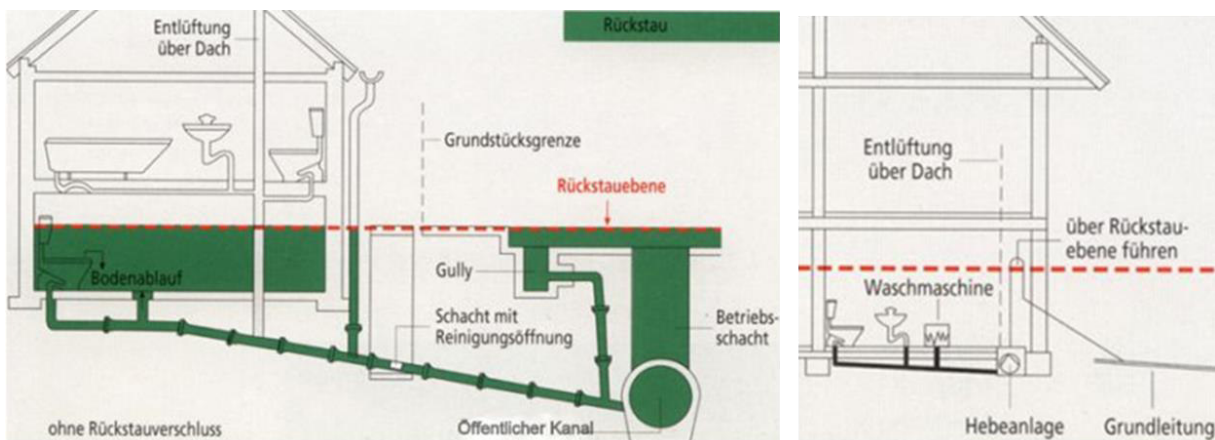 Rückstau
Entlüftung
über Dach
Grundstücksgrenze
Rückstauebene
Bodenablauf
Gully
Schacht mit
Reinigungsöffnung
Betriebs-
schacht
ohne Rückstauverschluss
Öffentlicher Kanal
Entlüftung
über Dach
über Rückstau-
ebene führen
Waschmaschine
Hebeanlage
Grundleitung